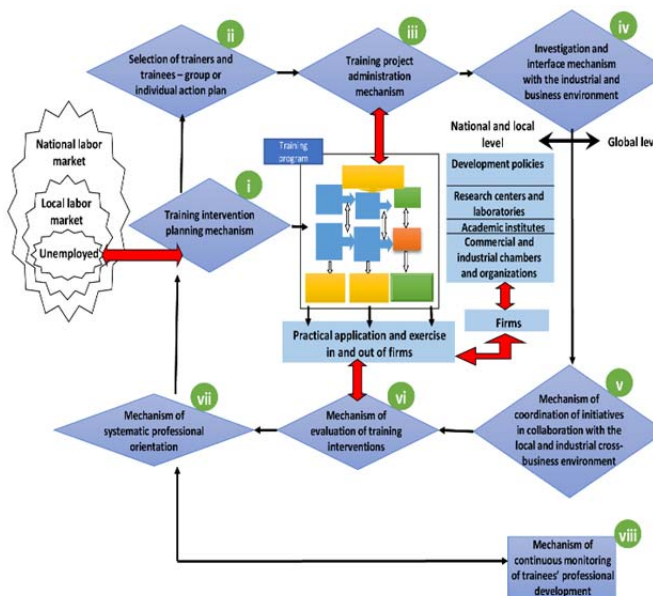 ii
Selection of trainers and
trainees – group or
individual action plan
iii
Training project
administration
mechanism
iv
Investigation and
interface mechanism
with the industrial and
business environment
National labor
market
Local labor
market
Unemployed
i
Training intervention
planning mechanism
Training
program
National and local
level
Global lev
Development policies
Research centers and
laboratories
Academic institutes
Commercial and
industrial chambers
and organizations
Firms
Practical application and exercise
in and out of firms
vii
Mechanism of
systematic professional
orientation
vi
Mechanism of
evaluation of training
interventions
v
Mechanism of
coordination of initiatives
in collaboration with the
local and industrial cross-
business environment
viii
Mechanism of
continuous monitoring
of trainees' professional
development